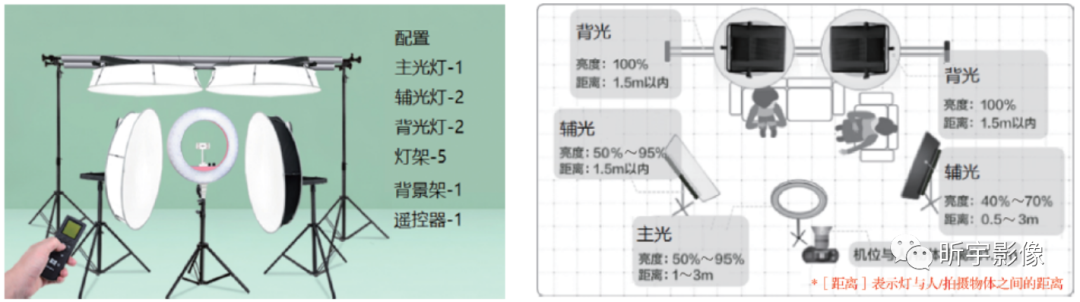 配置
主光灯-1
辅光灯-2
背光灯-2
灯架-5
背景架-1
遥控器-1
背光
亮度：100%
距离：1.5m以内
背光
亮度：100%
距离：1.5m以内
辅光
亮度：50%～95%
距离：1.5m以内
辅光
亮度：40%～70%
距离：0.5～3m
主光
亮度：50%～95%
距离：1～3m
机位与
体
昕宇影像
*［距离］表示灯与人/拍摄物体之间的距离